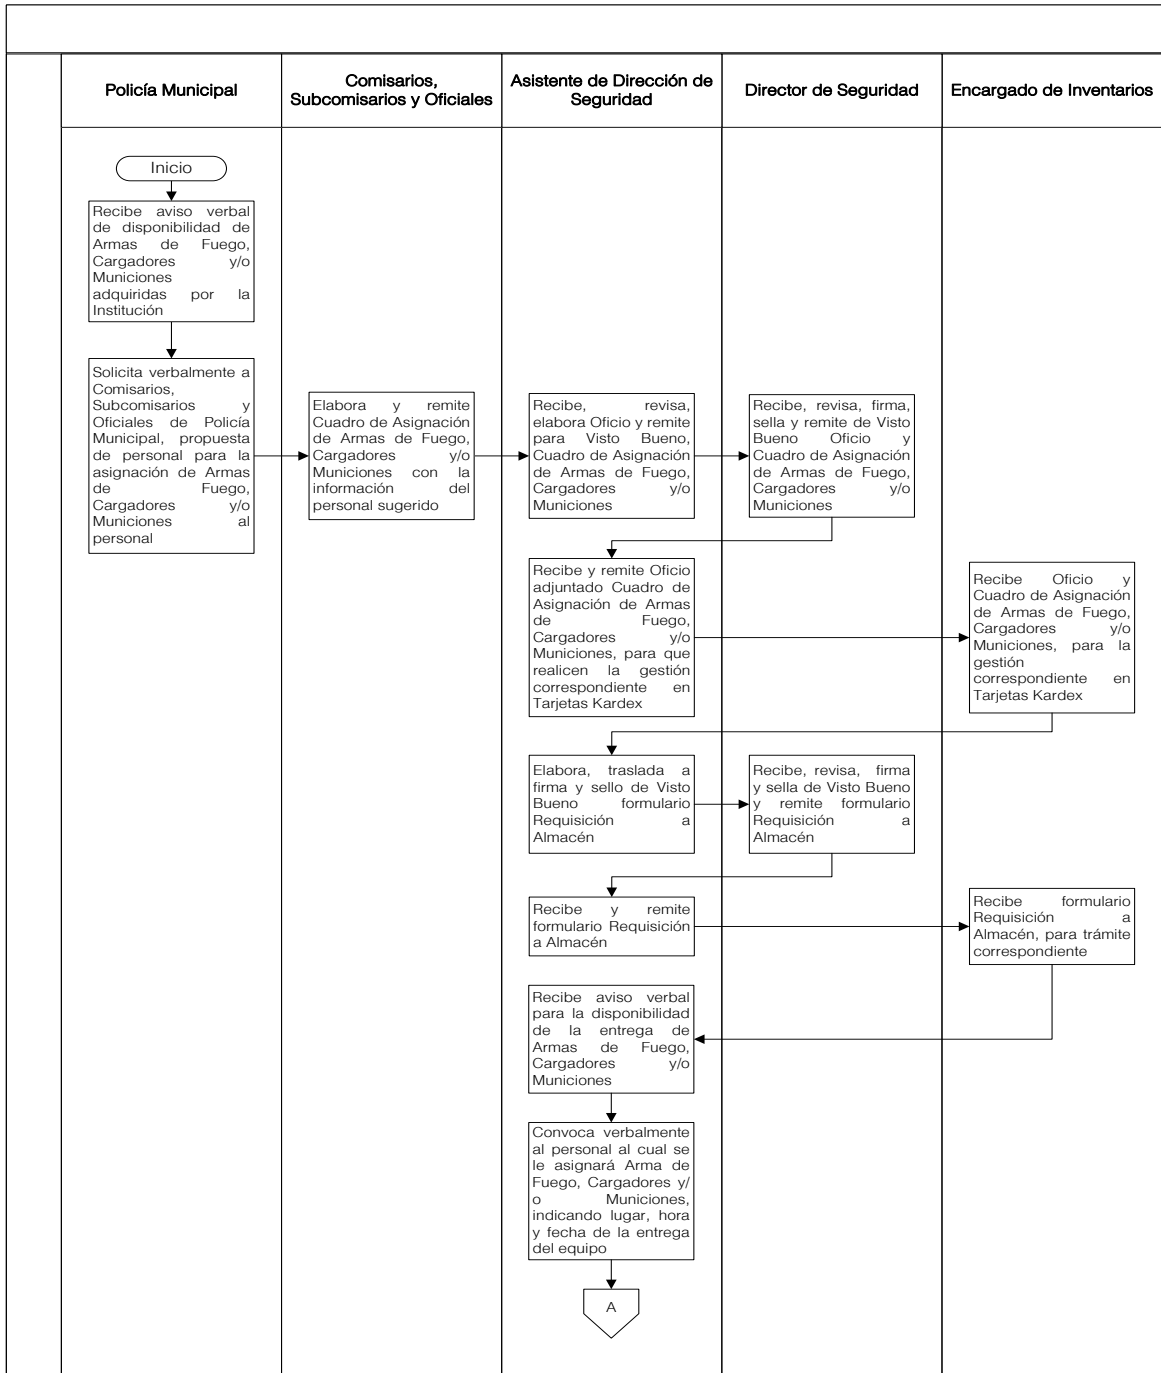 Policía Municipal
Comisarios,
Subcomisarios y Oficiales
Asistente de Dirección de
Seguridad
Director de Seguridad
Encargado de Inventarios
Inicio
Recibe aviso verbal
de disponibilidad de
Armas de Fuego,
Cargadores y/o
Municiones
adquiridas por la
Institución
Solicita verbalmente a
Comisarios,
Subcomisarios y
Oficiales de Policía
Municipal, propuesta
de personal para la
asignación de Armas
de Fuego,
Cargadores y/o
Municiones al
personal
Elabora y remite
Cuadro de Asignación
de Armas de Fuego,
Cargadores y/o
Municiones con la
información del
personal sugerido
Recibe, revisa,
elabora Oficio y remite
para Visto Bueno,
Cuadro de Asignación
de Armas de Fuego,
Cargadores y/o
Municiones
Recibe, revisa, firma,
sella y remite de Visto
Bueno Oficio y
Cuadro de Asignación
de Armas de Fuego,
Cargadores y/o
Municiones
Recibe y remite Oficio
adjuntado Cuadro de
Asignación de Armas
de Fuego,
Cargadores y/o
Municiones, para que
realicen la gestión
correspondiente en
Tarjetas Kardex
Recibe Oficio y
Cuadro de Asignación
de Armas de Fuego,
Cargadores y/o
Municiones, para la
gestión
correspondiente en
Tarjetas Kardex
Elabora, traslada a
firma y sello de Visto
Bueno formulario
Requisición a
Almacén
Recibe, revisa, firma
y sella de Visto Bueno
y remite formulario
Requisición a
Almacén
Recibe y remite
formulario Requisición
a Almacén
Recibe formulario
Requisición a
Almacén, para trámite
correspondiente
Recibe aviso verbal
para la disponibilidad
de la entrega de
Armas de Fuego,
Cargadores y/o
Municiones
Convoca verbalmente
al personal al cual se
le asignará Arma de
Fuego, Cargadores y/
o Municiones,
indicando lugar, hora
y fecha de la entrega
del equipo
A